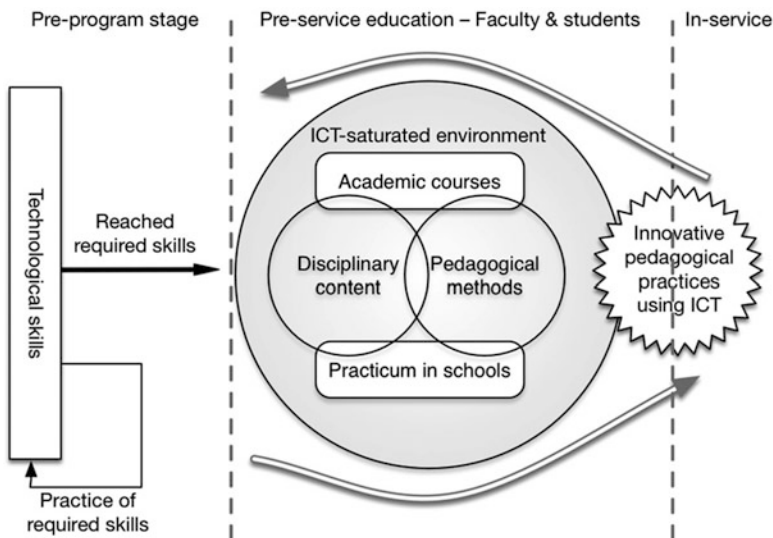 Pre-program stage
Pre-service education – Faculty & students
In-service
Technological skills
Reached
required skills
Practice of
required skills
ICT-saturated environment
Academic courses
Disciplinary
content
Pedagogical
methods
Practicum in schools
Innovative
pedagogical
practices
using ICT